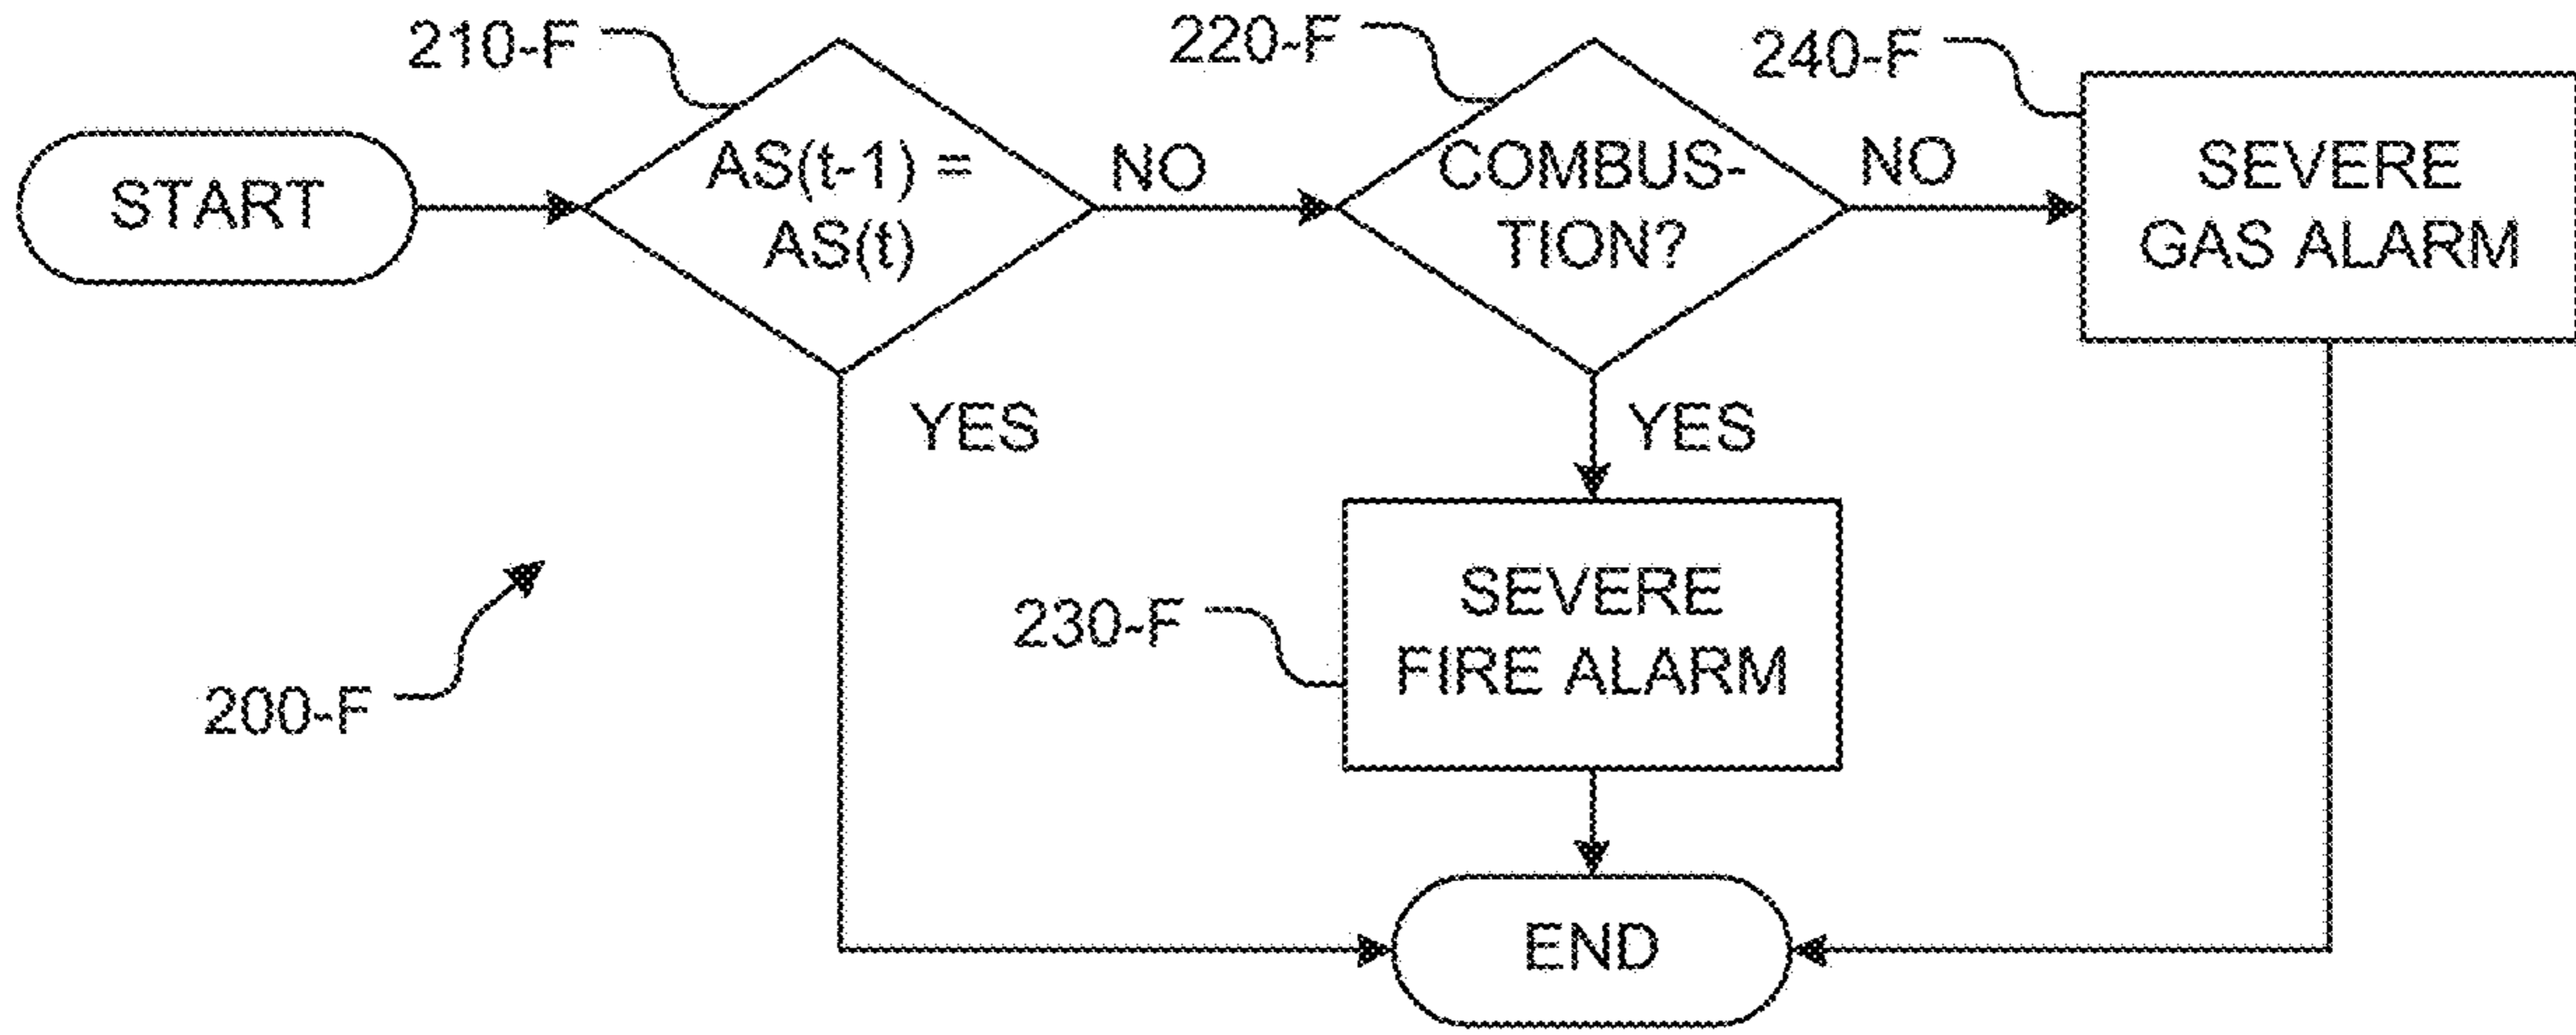 210-F
220-F
240-F
START
AS(t-1) =
AS(t)
NO
COMBUS-
TION?
NO
SEVERE
GAS ALARM
YES
YES
230-F
SEVERE
FIRE ALARM
200-F
END